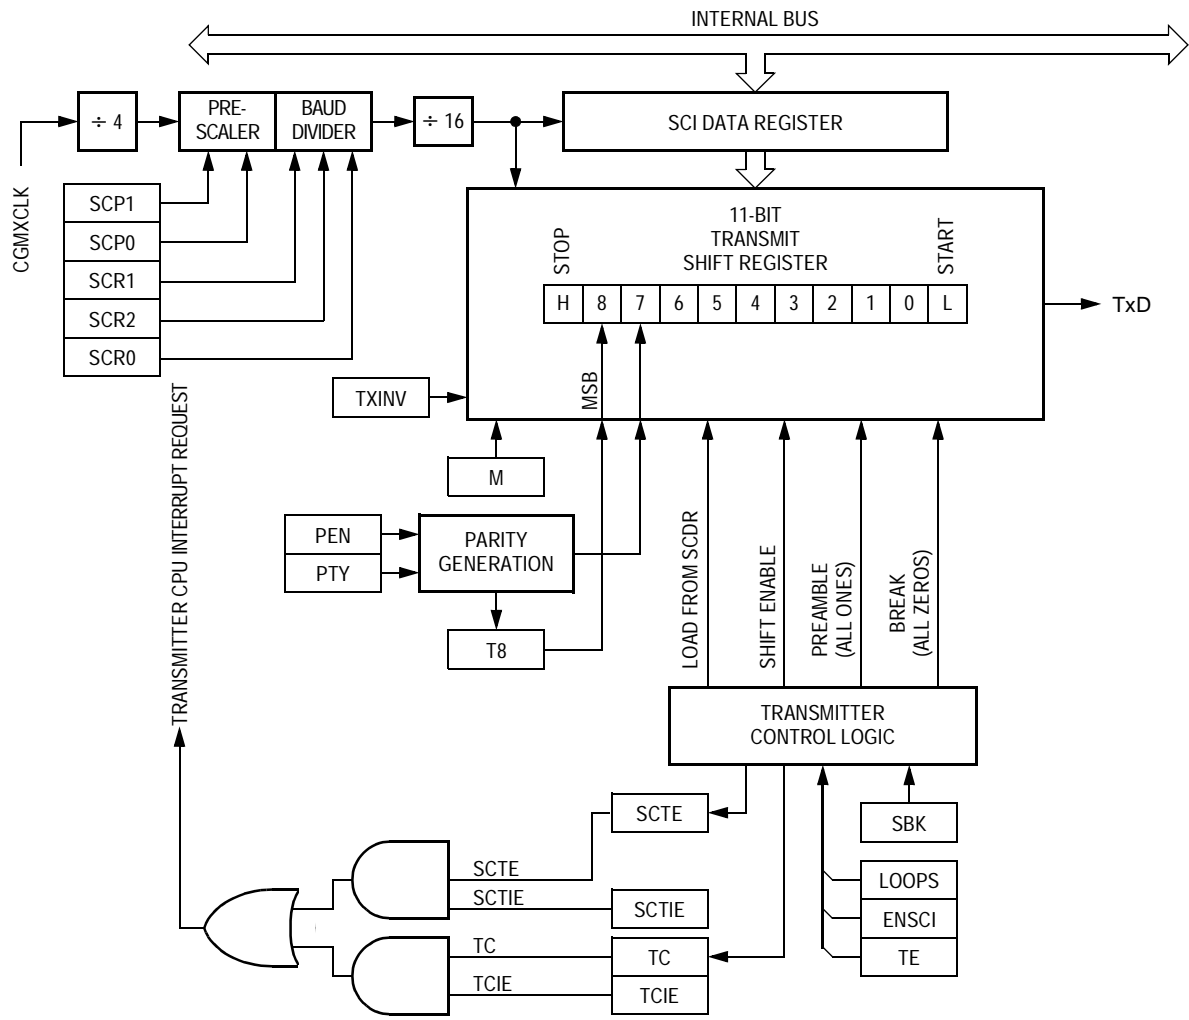 INTERNAL BUS
÷ 4
PRE-
SCALER
BAUD
DIVIDER
÷ 16
SCI DATA REGISTER
CGMXCLK
SCP1
SCP0
SCR1
SCR2
SCR0
11-BIT
TRANSMIT
SHIFT REGISTER
STOP
START
H 8 7 6 5 4 3 2 1 0 L
TxD
MSB
TXINV
M
PEN
PTY
PARITY
GENERATION
T8
TRANSMITTER CPU INTERRUPT REQUEST
LOAD FROM SCDR
SHIFT ENABLE
PREAMBLE
(ALL ONES)
BREAK
(ALL ZEROS)
TRANSMITTER
CONTROL LOGIC
SCTE
SBK
SCTE
SCTIE
SCTIE
LOOPS
ENSCI
TE
TC
TC
TCIE
TCIE